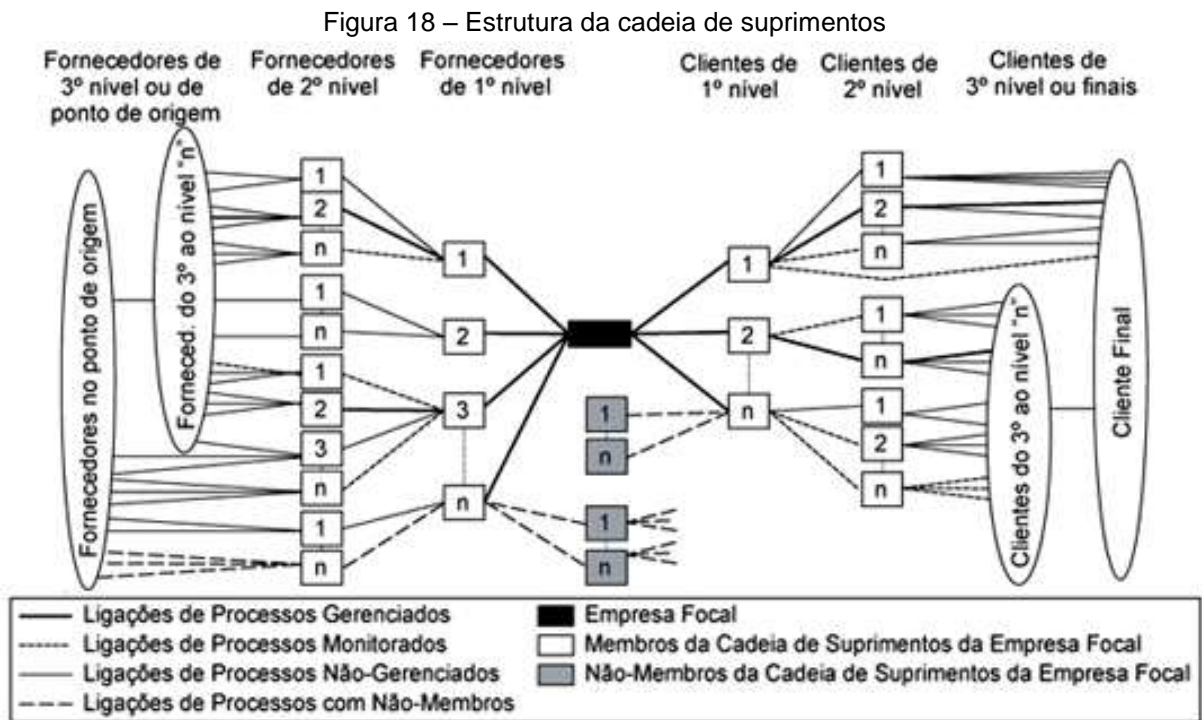 Figura 18 – Estrutura da cadeia de suprimentos
Fornecedores de
3º nível ou de
ponto de origem
Fornecedores
de 2º nível
Fornecedores
de 1º nível
Clientes de
1º nível
Clientes de
2º nível
Clientes de
3º nível ou finais
Fornecedores no ponto de origem
Forneced. do 3º ao nível "n"
1
2
n
1
n
1
2
3
n
1
n
1
2
3
n
1
n
1
n
1
2
n
1
2
n
1
n
1
2
n
Clientes do 3º ao nível "n"
Cliente Final
Ligações de Processos Gerenciados
Ligações de Processos Monitorados
Ligações de Processos Não-Gerenciados
Ligações de Processos com Não-Membros
Empresa Focal
Membros da Cadeia de Suprimentos da Empresa Focal
Não-Membros da Cadeia de Suprimentos da Empresa Focal